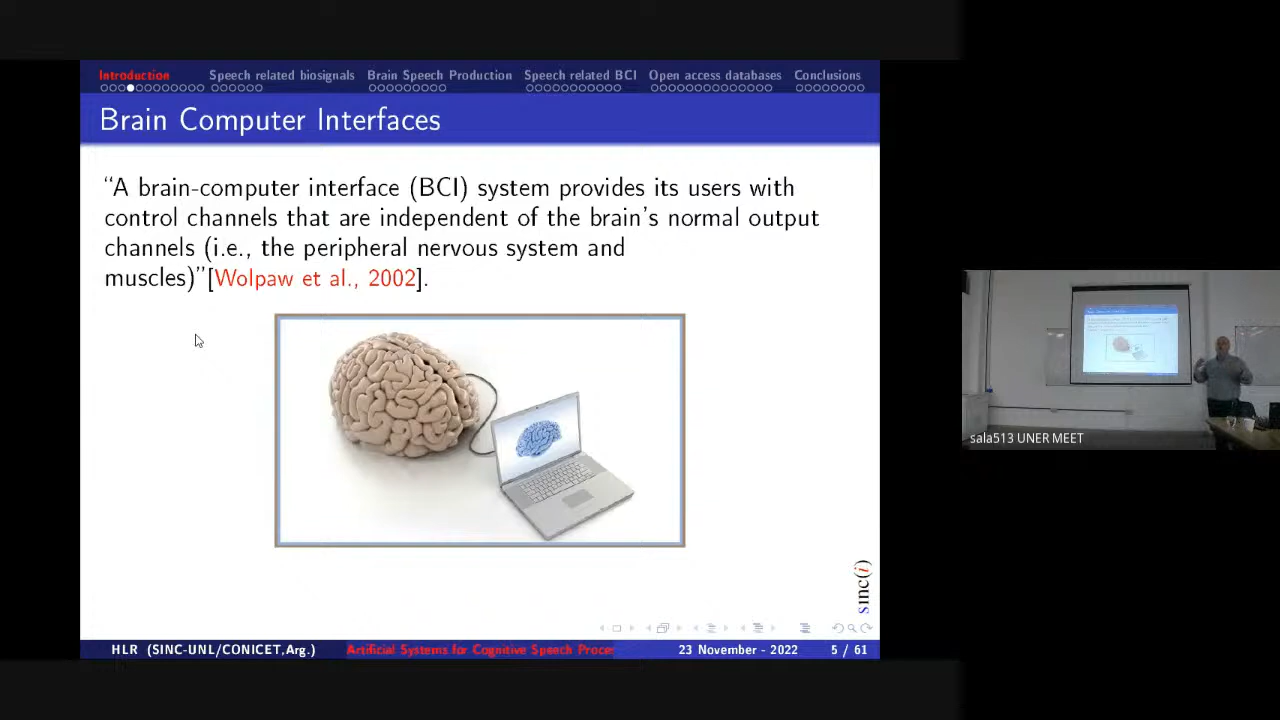 Introduction Speech related biosignals Brain Speech Production Speech related BCI Open access databases Conclusions
Brain Computer Interfaces
“A brain-computer interface (BCI) system provides its users with
control channels that are independent of the brain’s normal output
channels (i.e., the peripheral nervous system and
muscles)”[Wolpaw et al., 2002].
sala513 UNER MEET
sinc(i)
HLR (SINC-UNL/CONICET,Arg.) Artificial Systems for Cognitive Speech Proce 23 November - 2022 5 / 61